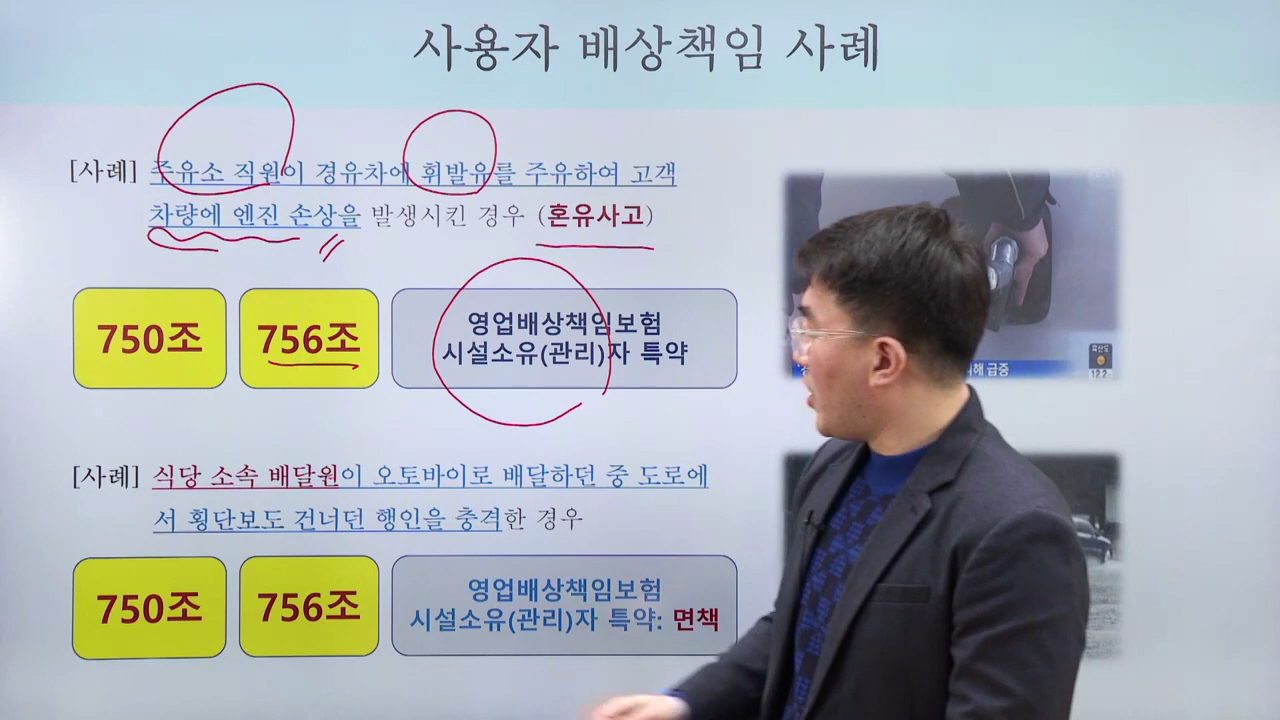 사용자 배상책임 사례
[사례] 주유소 직원이 경유차에 휘발유를 주유하여 고객
차량에 엔진 손상을 발생시킨 경우 (혼유사고)
750조
756조
영업배상책임보험
시설소유(관리)자 특약
해 급증
12.2
[사례] 식당 소속 배달원이 오토바이로 배달하던 중 도로에
서 횡단보도 건너던 행인을 충격한 경우
750조
756조
영업배상책임보험
시설소유(관리)자 특약: 면책